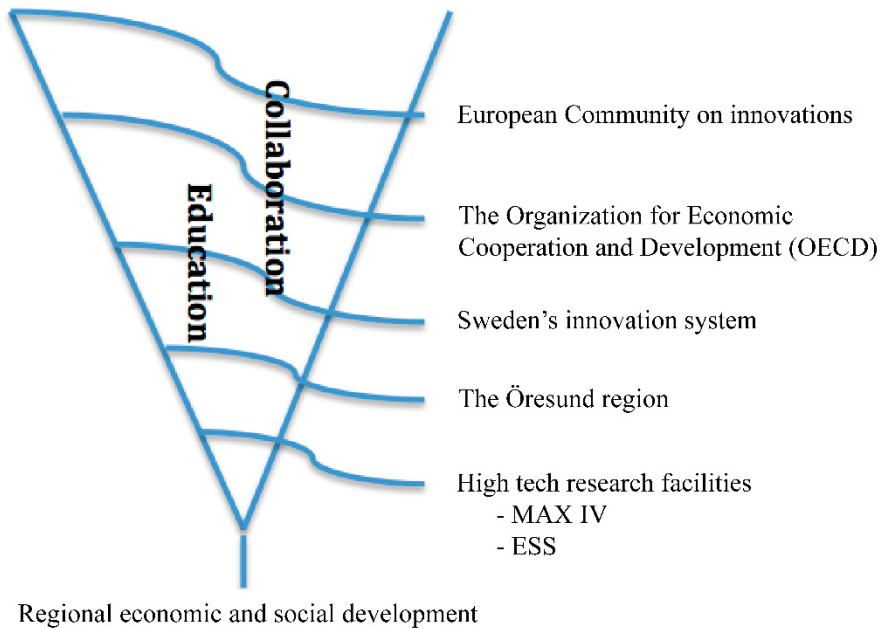 Collaboration
Education
European Community on innovations
The Organization for Economic
Cooperation and Development (OECD)
Sweden’s innovation system
The Öresund region
High tech research facilities
- MAX IV
- ESS
Regional economic and social development